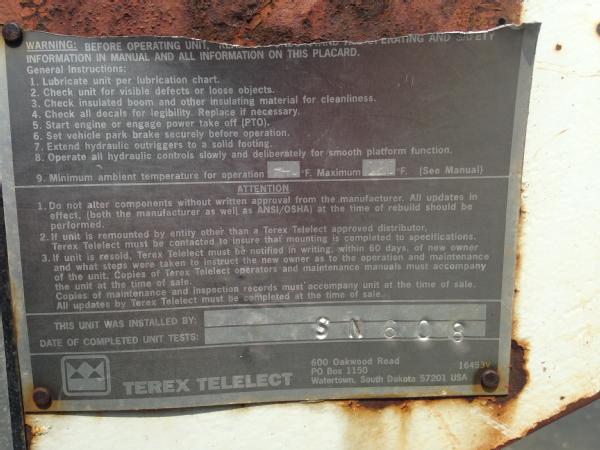 WARNING: BEFORE OPERATING UNIT, OPERATING AND SAFETY
INFORMATION IN MANUAL AND ALL INFORMATION ON THIS PLACARD.
General Instructions:
1. Lubricate unit per lubrication chart.
2. Check unit for visible defects or loose objects.
3. Check insulated boom and other insulating material for cleanliness.
4. Check all decals for legibility. Replace if necessary.
5. Start engine or engage power take off (PTO).
6. Set vehicle park brake securely before operation.
7. Extend hydraulic outriggers to a solid footing.
8. Operate all hydraulic controls slowly and deliberately for smooth platform function.
9. Minimum ambient temperature for operation °F. Maximum °F. (See Manual)
ATTENTION
1. Do not alter components without written approval from the manufacturer. All updates in
effect, (both the manufacturer as well as ANSI/OSHA) at the time of rebuild should be
performed.
2. If unit is remounted by entity other than a Terex Telelect approved distributor,
Terex Telelect must be contacted to insure that mounting is completed to specifications.
3. If unit is resold, Terex Telelect must be notified in writing, within 60 days, of new owner
and what steps were taken to instruct the new owner as to the operation and maintenance
of the unit. Copies of Terex Telelect operators and maintenance manuals must accompany
the unit at the time of sale.
Copies of maintenance and inspection records must accompany unit at the time of sale.
All updates by Terex Telelect must be completed at time of sale.
THIS UNIT WAS INSTALLED BY:
SN808
DATE OF COMPLETED UNIT TESTS:
TEREX TELELECT
600 Oakwood Road
PO Box 1150
Watertown, South Dakota 57201 USA